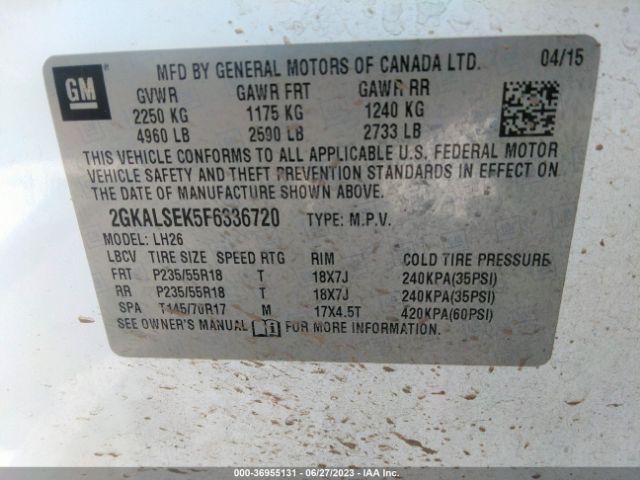 GM
MFD BY GENERAL MOTORS OF CANADA LTD. 04/15
GVWR GAWR FRT GAWR RR
2250 KG 1175 KG 1240 KG
4960 LB 2590 LB 2733 LB
THIS VEHICLE CONFORMS TO ALL APPLICABLE U.S. FEDERAL MOTOR
VEHICLE SAFETY AND THEFT PREVENTION STANDARDS IN EFFECT ON
THE DATE OF MANUFACTURE SHOWN ABOVE.
2GKALSEK5F6336720 TYPE: M.P.V.
MODEL: LH26
LBCV TIRE SIZE SPEED RTG RIM COLD TIRE PRESSURE
FRT P235/55R18 T 18X7J 240KPA(35PSI)
RR P235/55R18 T 18X7J 240KPA(35PSI)
SPA T145/70R17 M 17X4.5T 420KPA(60PSI)
SEE OWNER'S MANUAL FOR MORE INFORMATION.
000-36955131 - 06/27/2023 - IAA Inc.